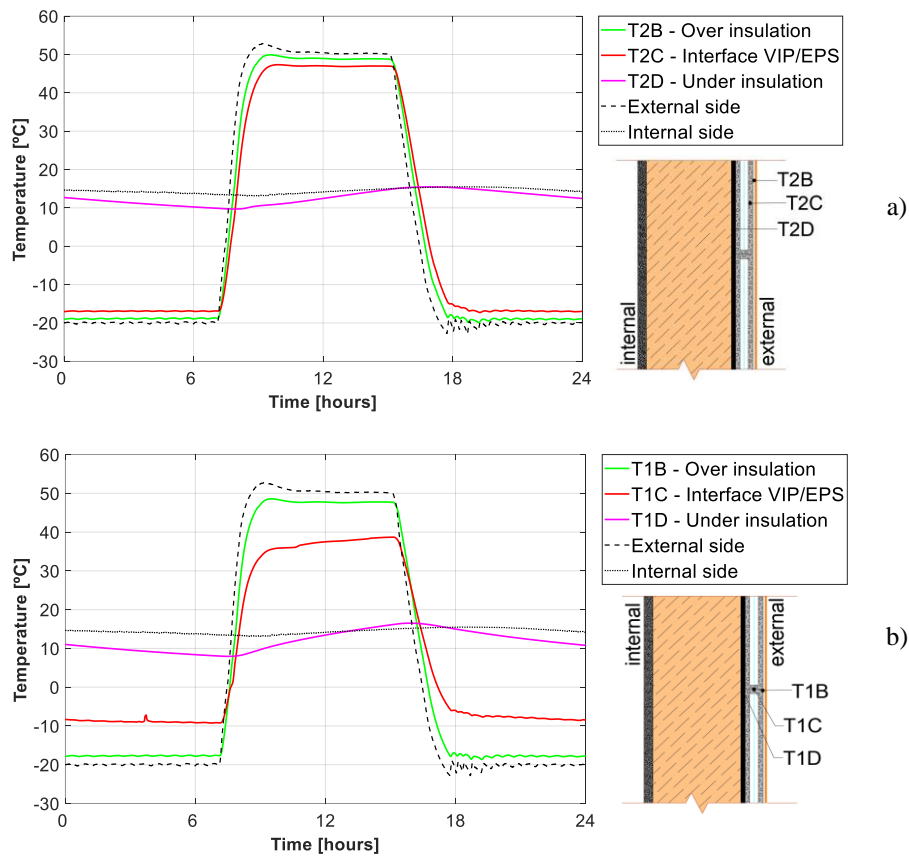 60
50
40
30
20
10
0
-10
-20
-30
Temperature [ºC]
0 6 12 18 24
Time [hours]
T2B - Over insulation
T2C - Interface VIP/EPS
T2D - Under insulation
External side
Internal side
T2B
T2C
T2D
internal
external
a)
60
50
40
30
20
10
0
-10
-20
-30
Temperature [ºC]
0 6 12 18 24
Time [hours]
T1B - Over insulation
T1C - Interface VIP/EPS
T1D - Under insulation
External side
Internal side
internal
external
T1B
T1C
T1D
b)